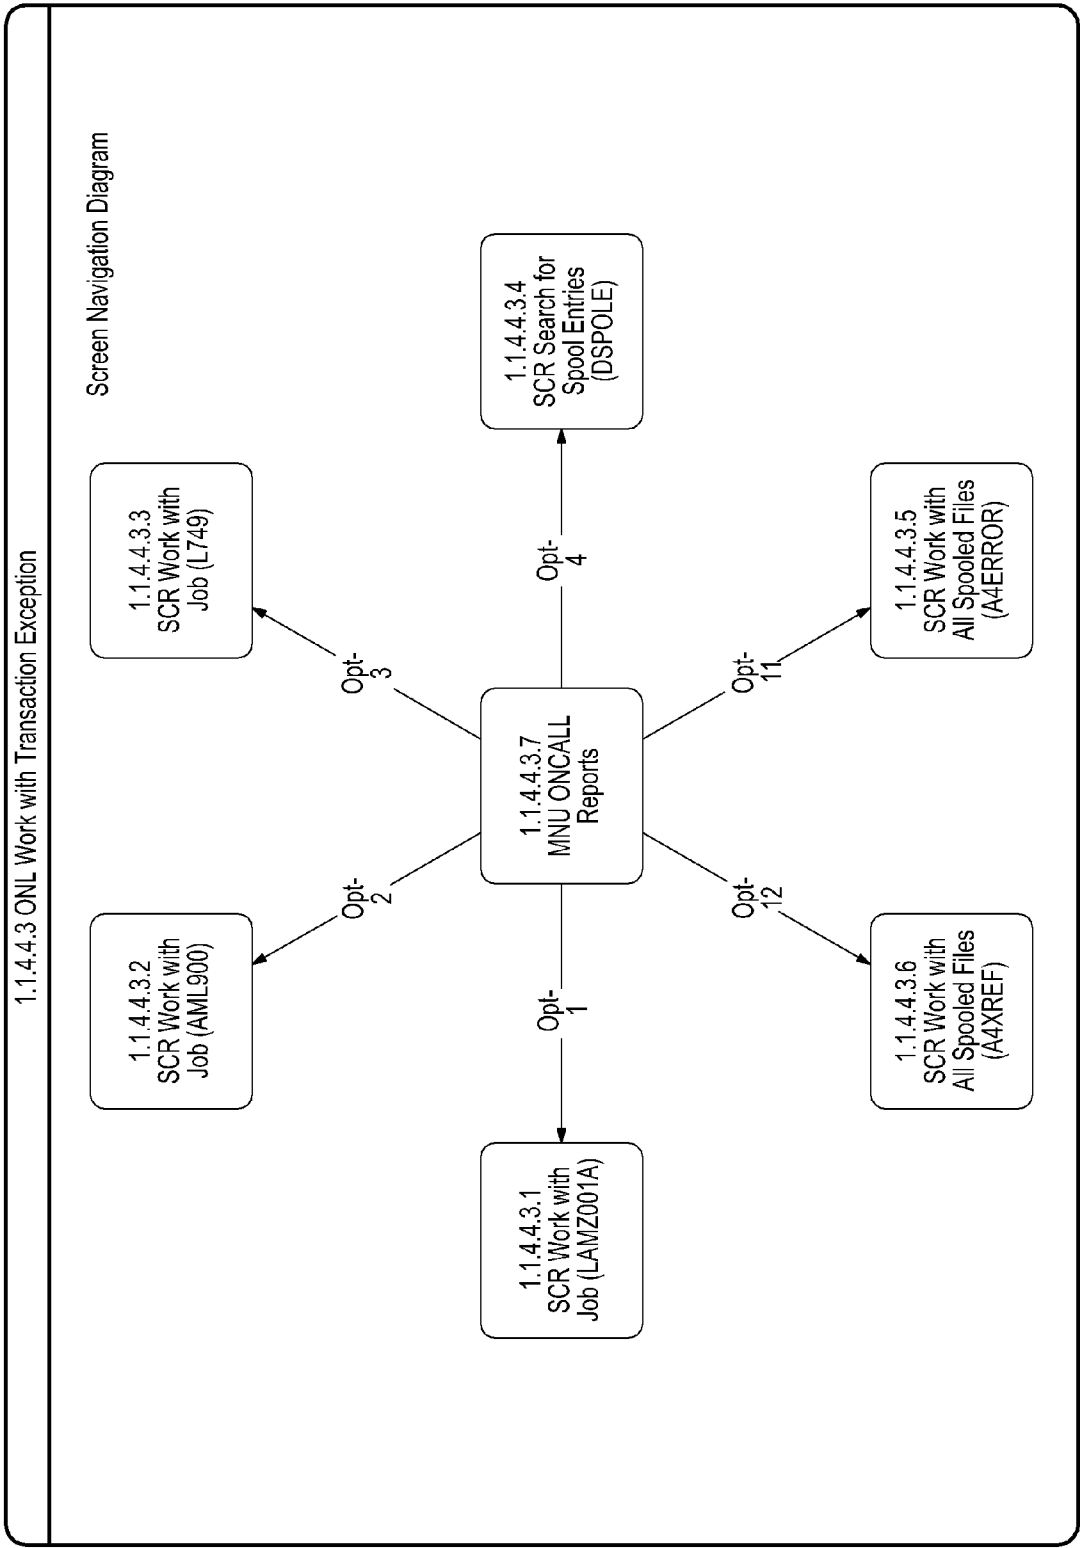 1.1.4.4.3 ONL Work with Transaction Exception
Screen Navigation Diagram
1.1.4.4.3.2
SCR Work with
Job (AML900)
1.1.4.4.3.3
SCR Work with
Job (L749)
Opt-
2
Opt-
3
1.1.4.4.3.1
SCR Work with
Job (LAMZ001A)
Opt-
1
1.1.4.4.3.7
MNU ONCALL
Reports
Opt-
4
1.1.4.4.3.4
SCR Search for
Spool Entries
(DSPOLE)
Opt-
12
Opt-
11
1.1.4.4.3.6
SCR Work with
All Spooled Files
(A4XREF)
1.1.4.4.3.5
SCR Work with
All Spooled Files
(A4ERROR)